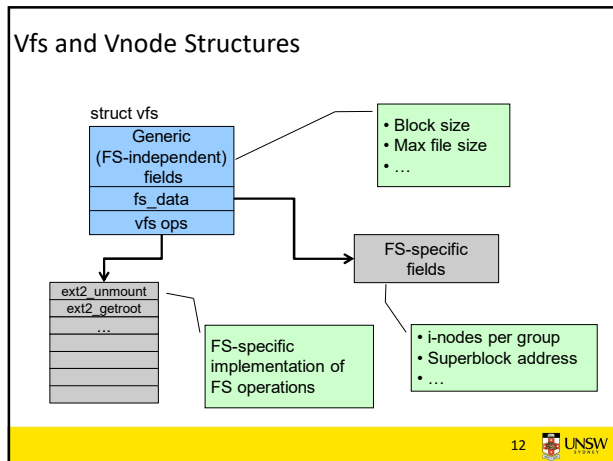 Vfs and Vnode Structures
struct vfs
Generic
(FS-independent)
fields
fs_data
vfs ops
• Block size
• Max file size
• …
FS-specific
fields
ext2_unmount
ext2_getroot
…
FS-specific
implementation of
FS operations
• i-nodes per group
• Superblock address
• …
12
UNSW
SYDNEY